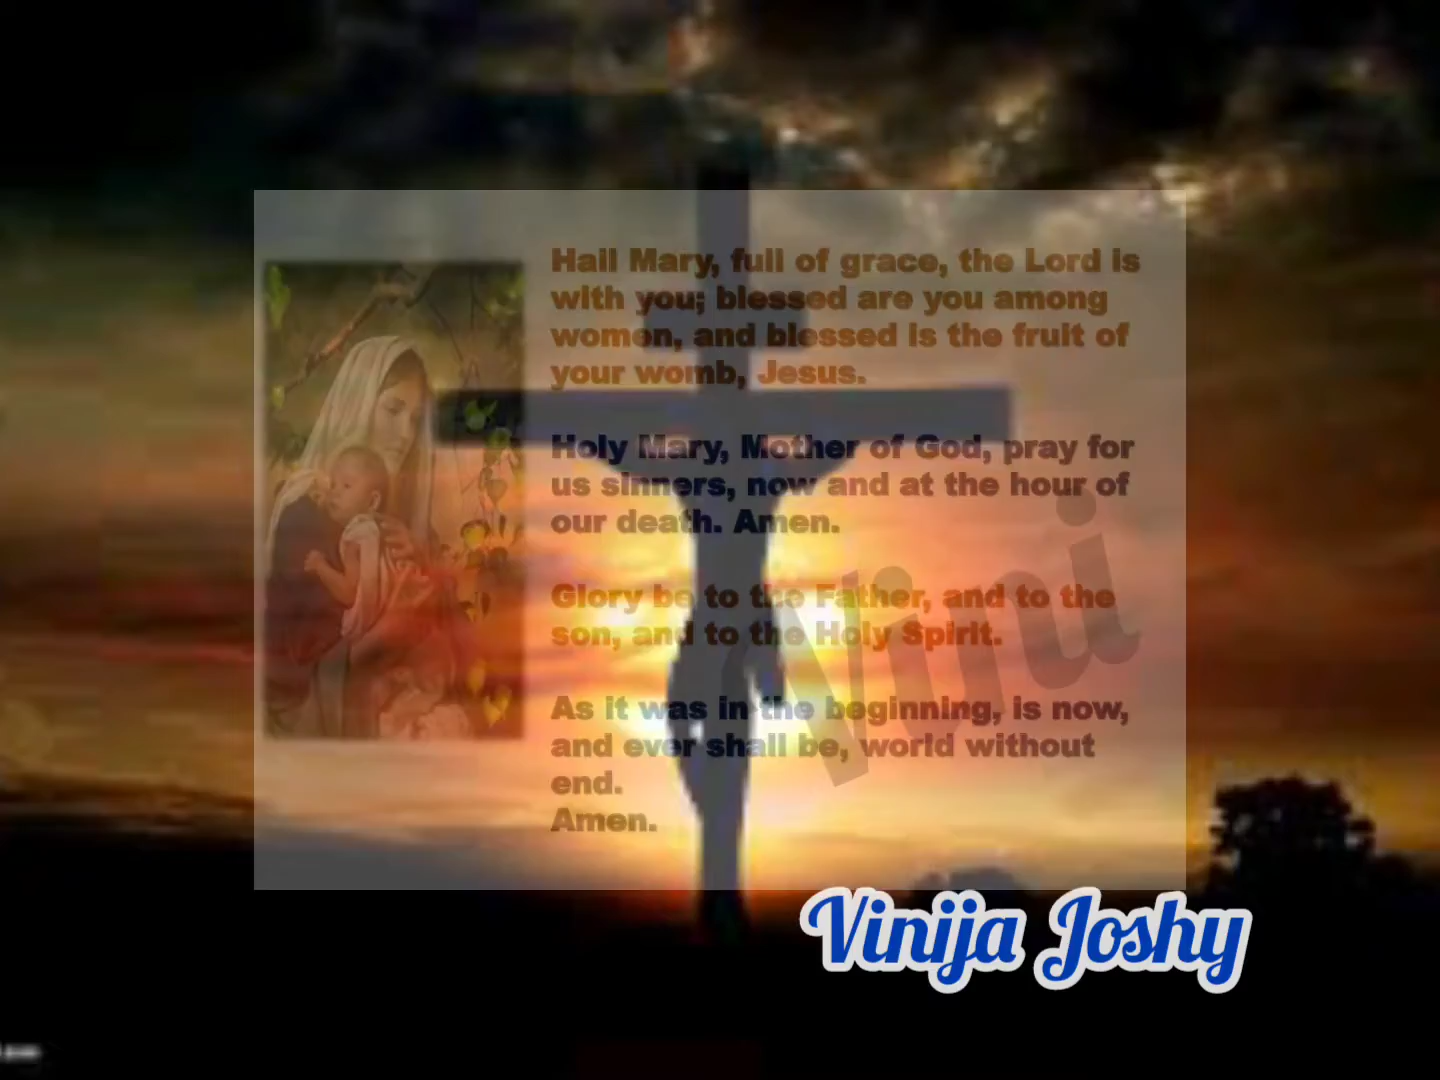 Hail Mary, full of grace, the Lord is
with you; blessed are you among
women, and blessed is the fruit of
your womb, Jesus.
Holy Mary, Mother of God, pray for
us sinners, now and at the hour of
our death. Amen.
Glory be to the Father, and to the
son, and to the Holy Spirit.
As it was in the beginning, is now,
and ever shall be, world without
end.
Amen.
Vini
Vinija Joshy